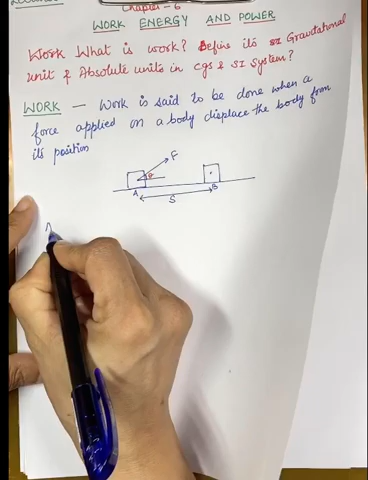 Chapter - 6
WORK ENERGY AND POWER
Work What is work? Define its Gravitational
unit & Absolute units in cgs & SI System?
WORK — Work is said to be done when a
force applied on a body displace the body from
its position
F
θ
A
B
S